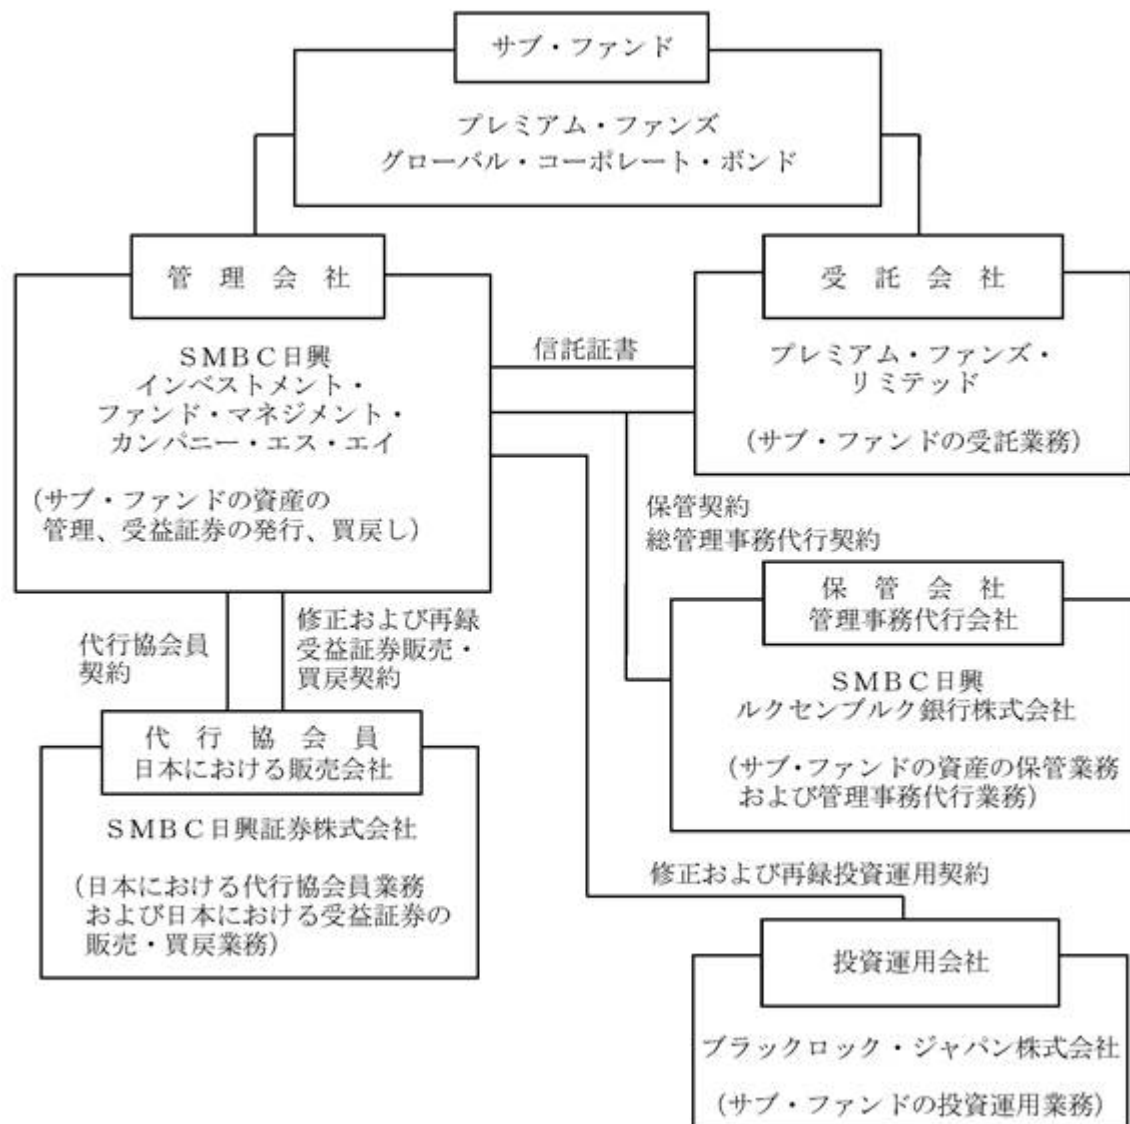 サブ・ファンド
プレミアム・ファンズ
グローバル・コーポレート・ボンド
管理会社
SMBC日興
インベストメント・
ファンド・マネジメント・
カンパニー・エス・エイ
(サブ・ファンドの資産の
管理、受益証券の発行、買戻し)
信託証書
受託会社
プレミアム・ファンズ・
リミテッド
(サブ・ファンドの受託業務)
保管契約
総管理事務代行契約
保管会社
管理事務代行会社
SMBC日興
ルクセンブルク銀行株式会社
(サブ・ファンドの資産の保管業務
および管理事務代行業務)
代行協会員
契約
修正および再録
受益証券販売・
買戻契約
代行協会員
日本における販売会社
SMBC日興証券株式会社
(日本における代行協会員業務
および日本における受益証券の
販売・買戻業務)
修正および再録投資運用契約
投資運用会社
ブラックロック・ジャパン株式会社
(サブ・ファンドの投資運用業務)